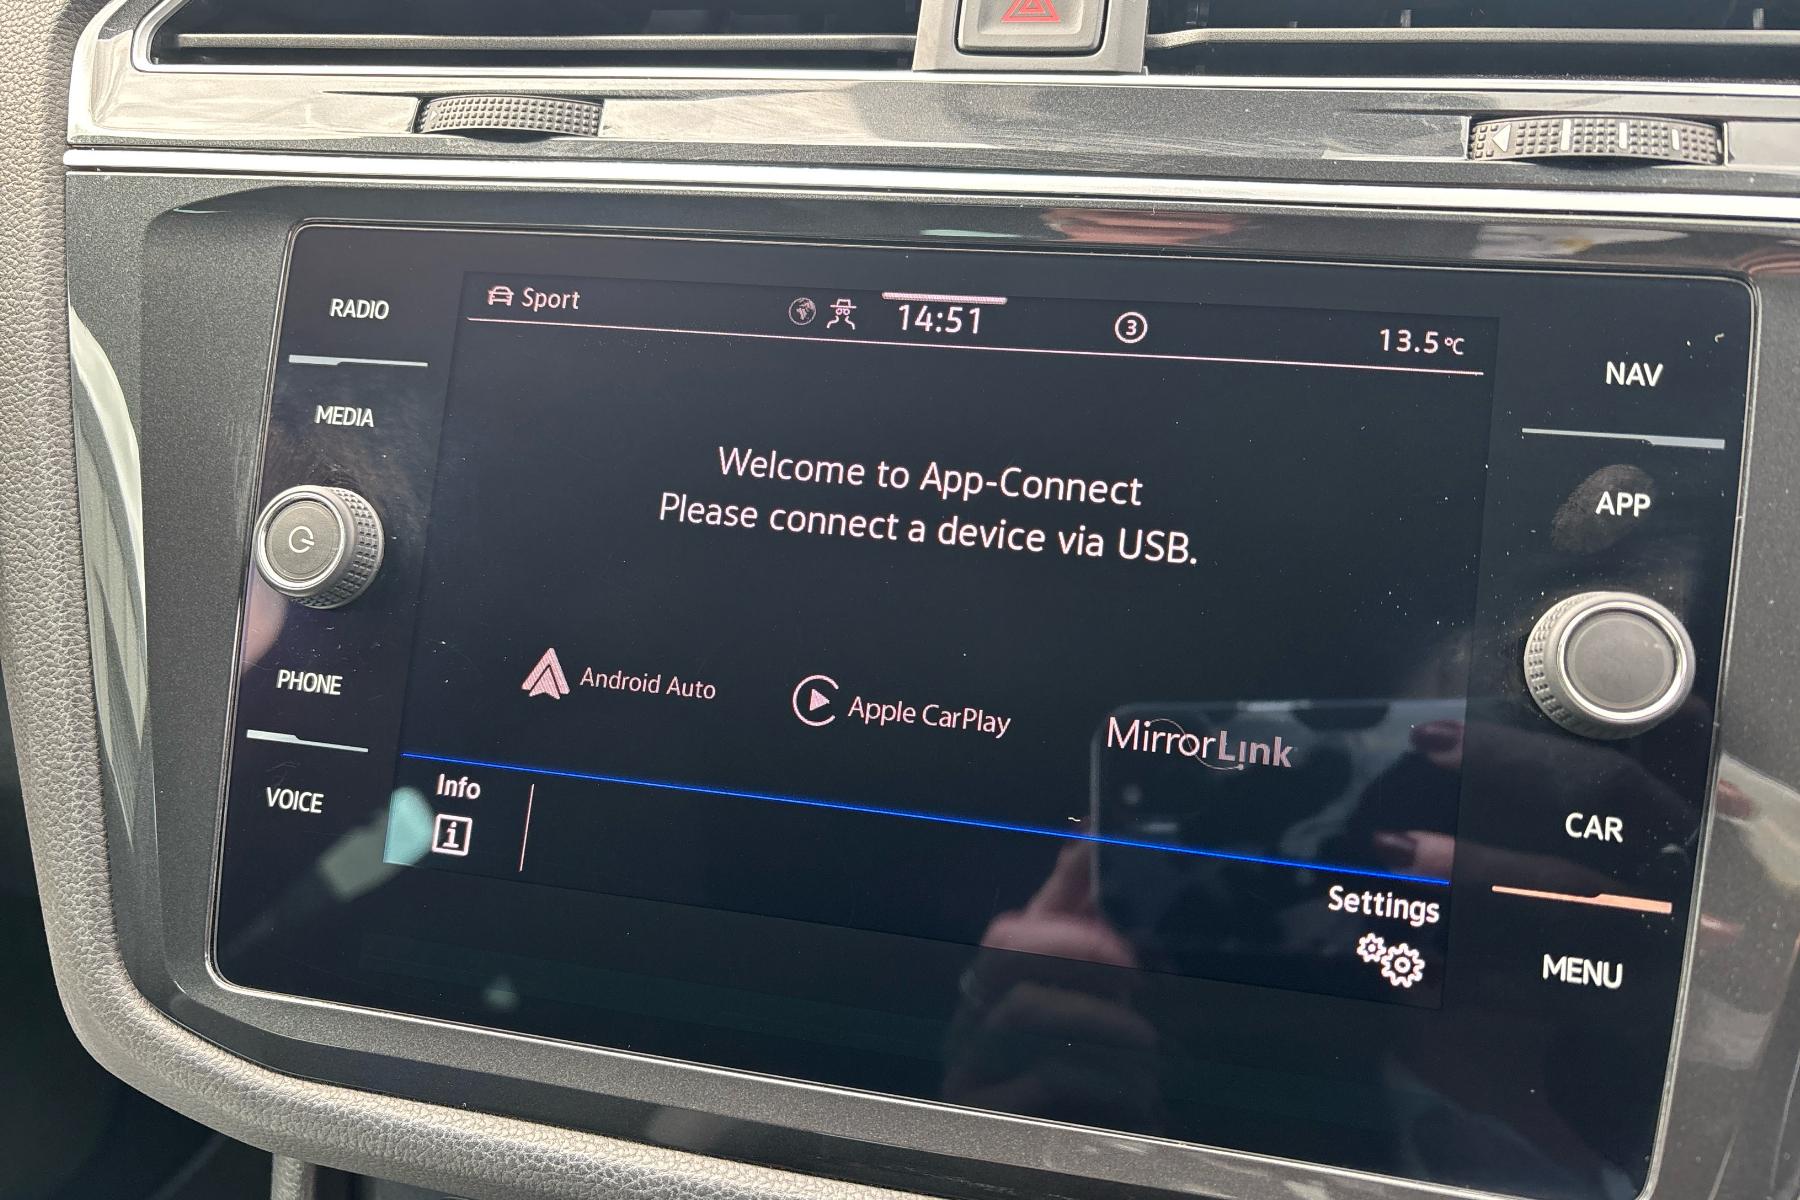 RADIO
MEDIA
PHONE
VOICE
Sport
14:51
3
13.5°C
Welcome to App-Connect
Please connect a device via USB.
Android Auto
Apple CarPlay
MirrorLink
Info
i
Settings
NAV
APP
CAR
MENU